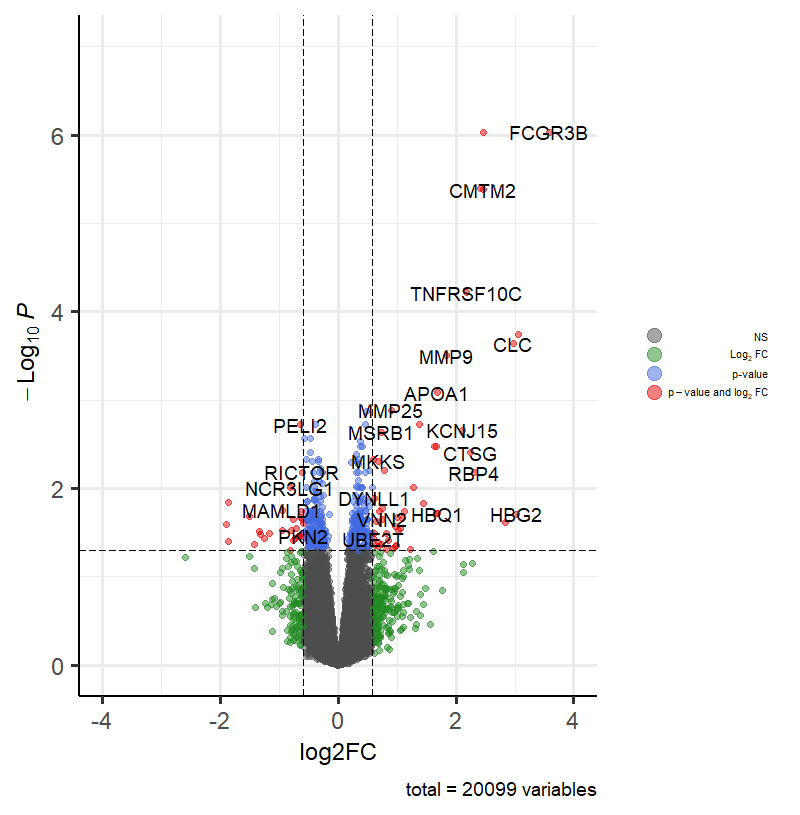 6
4
2
0
-4
-2
0
2
4
− Log10 P
log2FC
total = 20099 variables
FCGR3B
CMTM2
TNFRSF10C
CLC
MMP9
APOA1
MMP25
PELI2
MSRB1
KCNJ15
CTSG
MKKS
RICTOR
RBP4
NCR3LG1
DYNLL1
MAMLD1
VNN2
HBQ1
HBG2
PKN2
UBE2T
NS
Log2 FC
p-value
p − value and log2 FC